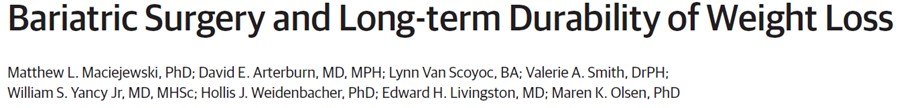 Bariatric Surgery and Long-term Durability of Weight Loss
Matthew L. Maciejewski, PhD; David E. Arterburn, MD, MPH; Lynn Van Scoyoc, BA; Valerie A. Smith, DrPH;
William S. Yancy Jr, MD, MHSc; Hollis J. Weidenbacher, PhD; Edward H. Livingston, MD; Maren K. Olsen, PhD